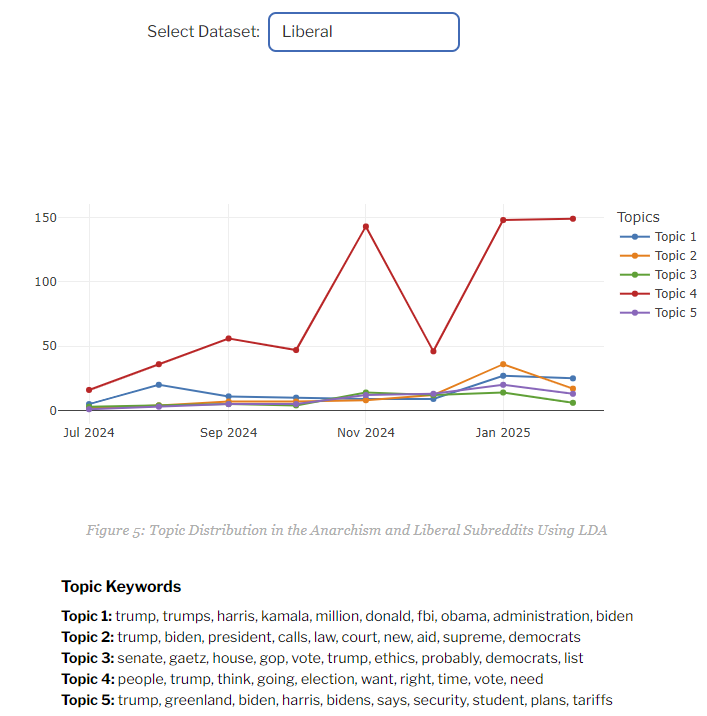 Select Dataset: Liberal
150
100
50
0
Jul 2024 Sep 2024 Nov 2024 Jan 2025
Topics
Topic 1
Topic 2
Topic 3
Topic 4
Topic 5
Figure 5: Topic Distribution in the Anarchism and Liberal Subreddits Using LDA
Topic Keywords
Topic 1: trump, trumps, harris, kamala, million, donald, fbi, obama, administration, biden
Topic 2: trump, biden, president, calls, law, court, new, aid, supreme, democrats
Topic 3: senate, gaetz, house, gop, vote, trump, ethics, probably, democrats, list
Topic 4: people, trump, think, going, election, want, right, time, vote, need
Topic 5: trump, greenland, biden, harris, bidens, says, security, student, plans, tariffs